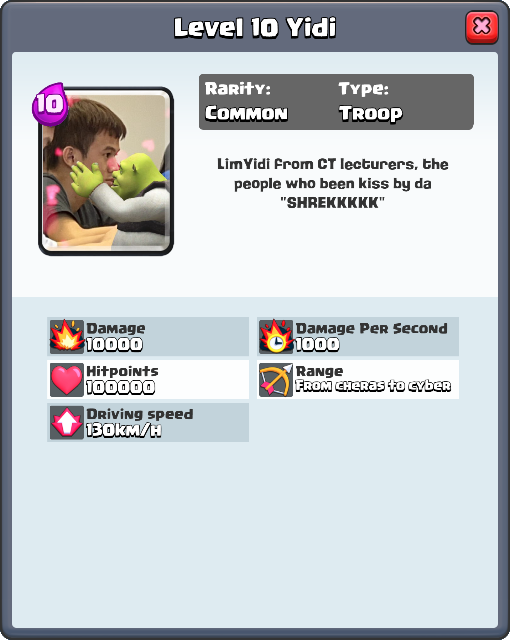 Level 10 Yidi
10
Rarity:
Common
Type:
Troop
LimYidi from CT lecturers, the
people who been kiss by da
"SHREKKKKK"
Damage
10000
Damage Per Second
1000
Hitpoints
100000
Range
From cheras to cyber
Driving speed
130km/h